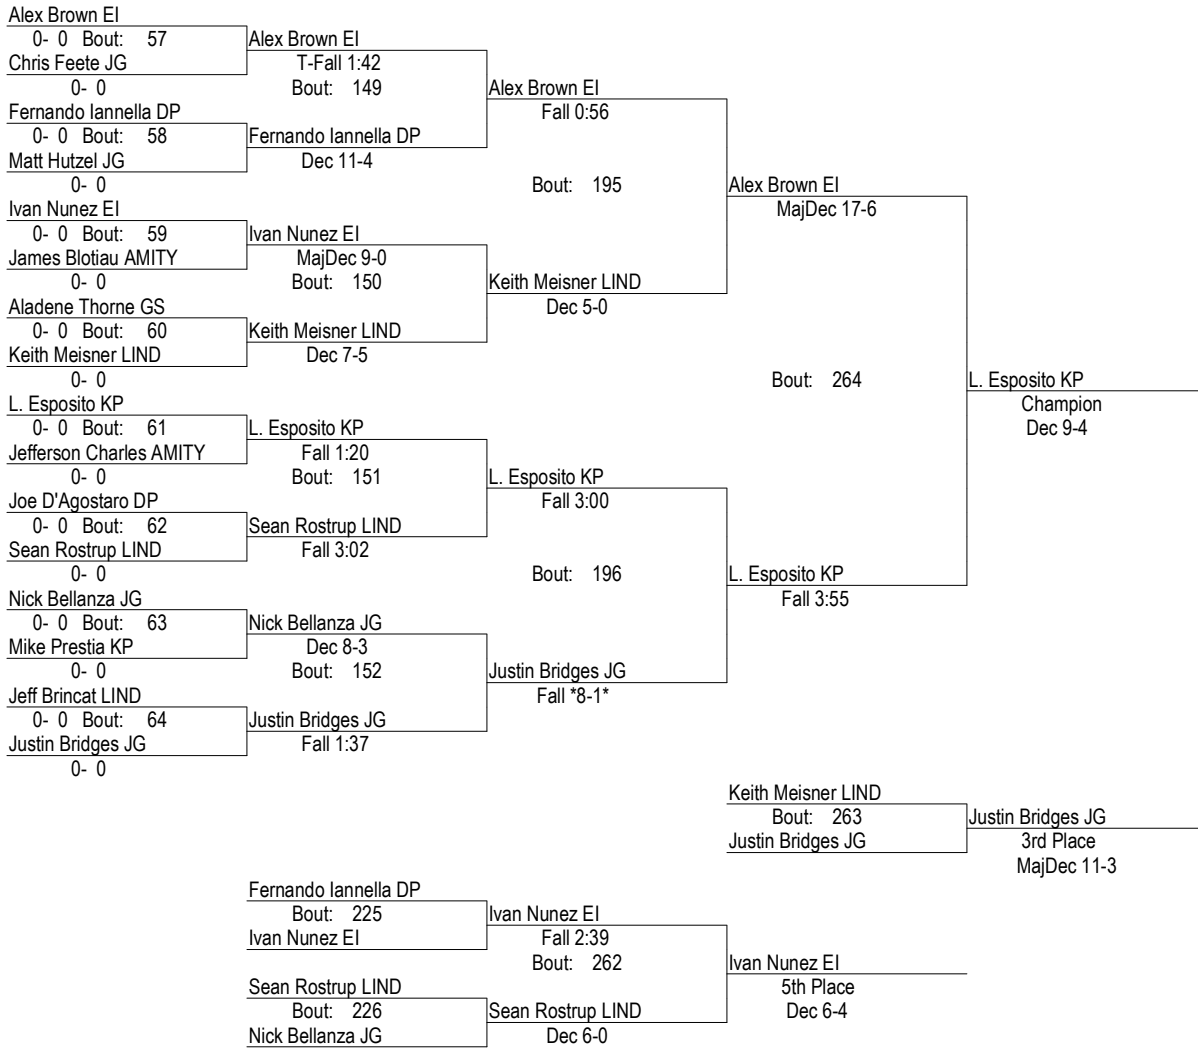 Alex Brown EI
0- 0 Bout: 57
Chris Feete JG
0- 0
Fernando Iannella DP
0- 0 Bout: 58
Matt Hutzel JG
0- 0
Ivan Nunez EI
0- 0 Bout: 59
James Blotiau AMITY
0- 0
Aladene Thorne GS
0- 0 Bout: 60
Keith Meisner LIND
0- 0
L. Esposito KP
0- 0 Bout: 61
Jefferson Charles AMITY
0- 0
Joe D'Agostaro DP
0- 0 Bout: 62
Sean Rostrup LIND
0- 0
Nick Bellanza JG
0- 0 Bout: 63
Mike Prestia KP
0- 0
Jeff Brincat LIND
0- 0 Bout: 64
Justin Bridges JG
0- 0
Alex Brown EI
T-Fall 1:42
Bout: 149
Fernando Iannella DP
Dec 11-4
Ivan Nunez EI
MajDec 9-0
Bout: 150
Keith Meisner LIND
Dec 7-5
L. Esposito KP
Fall 1:20
Bout: 151
Sean Rostrup LIND
Fall 3:02
Nick Bellanza JG
Dec 8-3
Bout: 152
Justin Bridges JG
Fall 1:37
Alex Brown EI
Fall 0:56
Bout: 195
Keith Meisner LIND
Dec 5-0
L. Esposito KP
Fall 3:00
Bout: 196
Justin Bridges JG
Fall *8-1*
Alex Brown EI
MajDec 17-6
Bout: 264
L. Esposito KP
Fall 3:55
L. Esposito KP
Champion
Dec 9-4
Keith Meisner LIND
Bout: 263
Justin Bridges JG
Justin Bridges JG
3rd Place
MajDec 11-3
Fernando Iannella DP
Bout: 225
Ivan Nunez EI
Sean Rostrup LIND
Bout: 226
Nick Bellanza JG
Ivan Nunez EI
Fall 2:39
Bout: 262
Sean Rostrup LIND
Dec 6-0
Ivan Nunez EI
5th Place
Dec 6-4